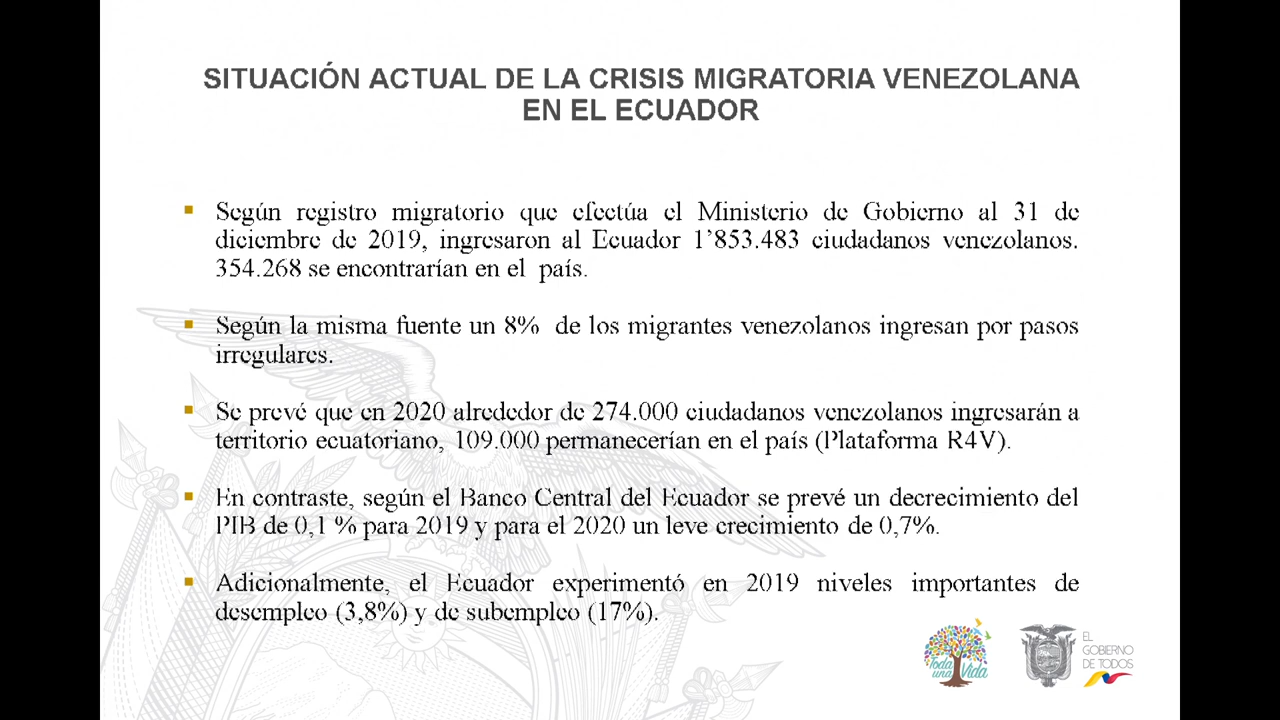 SITUACIÓN ACTUAL DE LA CRISIS MIGRATORIA VENEZOLANA
EN EL ECUADOR
▪ Según registro migratorio que efectúa el Ministerio de Gobierno al 31 de
diciembre de 2019, ingresaron al Ecuador 1’853.483 ciudadanos venezolanos.
354.268 se encontrarían en el país.
▪ Según la misma fuente un 8% de los migrantes venezolanos ingresan por pasos
irregulares.
▪ Se prevé que en 2020 alrededor de 274.000 ciudadanos venezolanos ingresarán a
territorio ecuatoriano, 109.000 permanecerían en el país (Plataforma R4V).
▪ En contraste, según el Banco Central del Ecuador se prevé un decrecimiento del
PIB de 0,1 % para 2019 y para el 2020 un leve crecimiento de 0,7%.
▪ Adicionalmente, el Ecuador experimentó en 2019 niveles importantes de
desempleo (3,8%) y de subempleo (17%).
Toda
una Vida
EL
GOBIERNO
DE TODOS